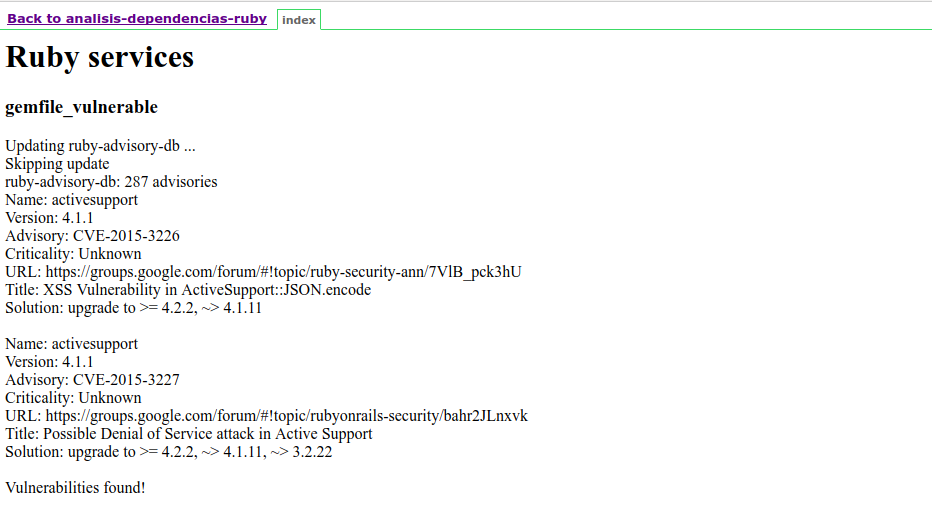 Back to analisis-dependencias-ruby index
Ruby services
gemfile_vulnerable
Updating ruby-advisory-db ...
Skipping update
ruby-advisory-db: 287 advisories
Name: activesupport
Version: 4.1.1
Advisory: CVE-2015-3226
Criticality: Unknown
URL: https://groups.google.com/forum/#!topic/ruby-security-ann/7VlB_pck3hU
Title: XSS Vulnerability in ActiveSupport::JSON.encode
Solution: upgrade to >= 4.2.2, ~> 4.1.11
Name: activesupport
Version: 4.1.1
Advisory: CVE-2015-3227
Criticality: Unknown
URL: https://groups.google.com/forum/#!topic/rubyonrails-security/bahr2JLnxvk
Title: Possible Denial of Service attack in Active Support
Solution: upgrade to >= 4.2.2, ~> 4.1.11, ~> 3.2.22
Vulnerabilities found!